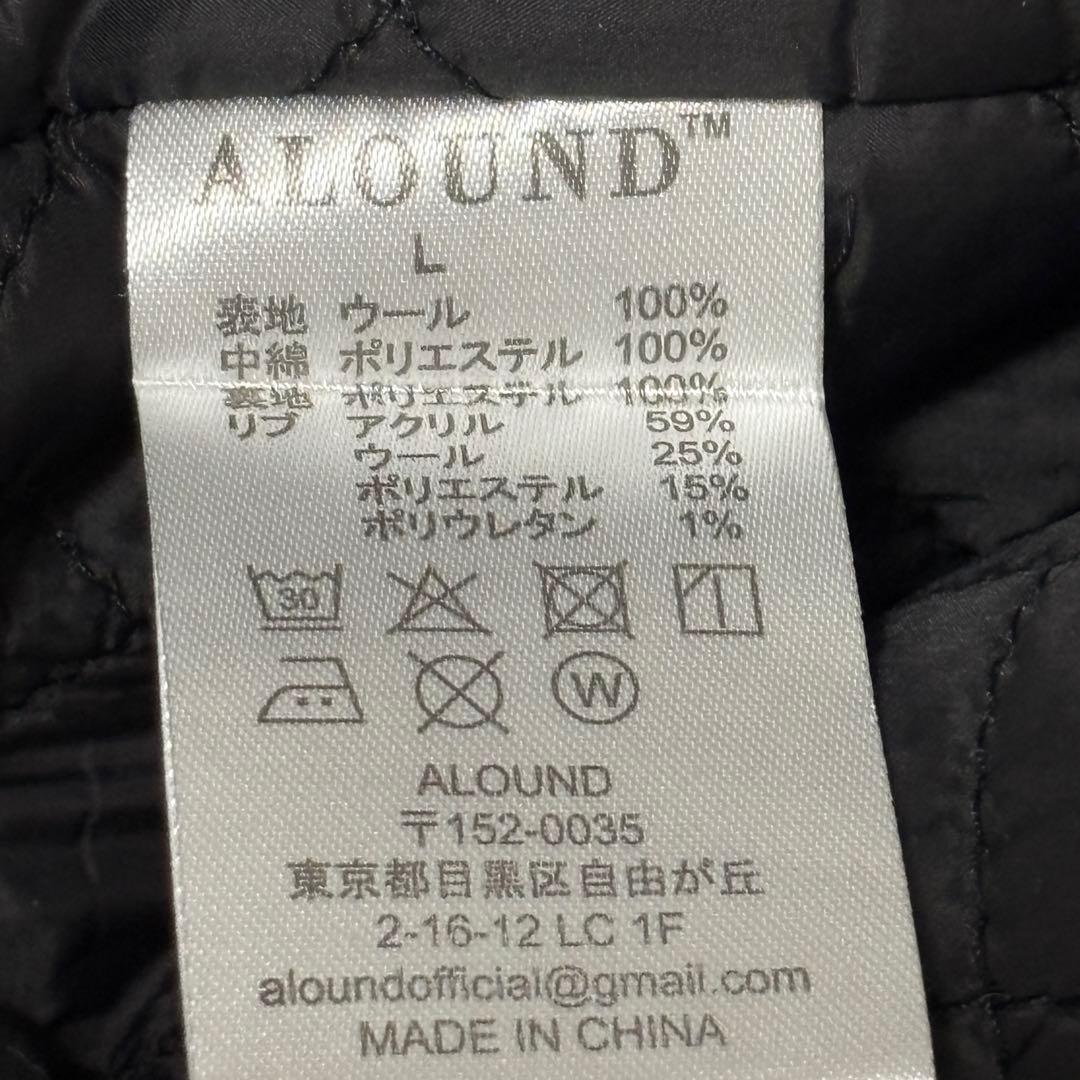 ALOUND™
L
表地 ウール 100%
中綿 ポリエステル 100%
裏地 ポリエステル 100%
リブ アクリル 59%
ウール 25%
ポリエステル 15%
ポリウレタン 1%
30
W
ALOUND
〒152-0035
東京都目黒区自由が丘
2-16-12 LC 1F
aloundofficial@gmail.com
MADE IN CHINA